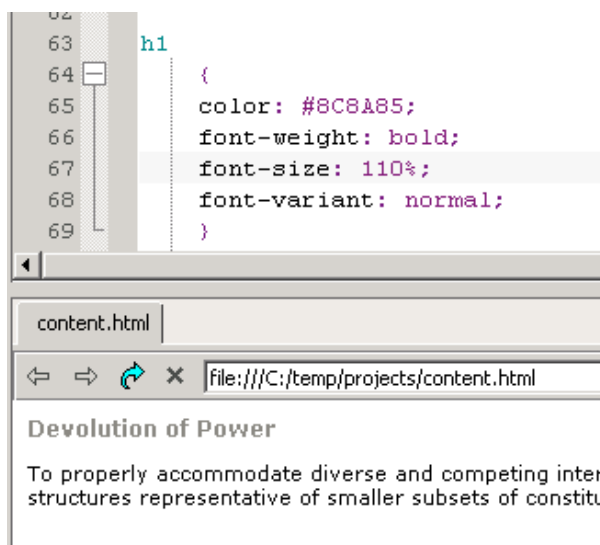 62
63 h1
64 {
65 color: #8C8A85;
66 font-weight: bold;
67 font-size: 110%;
68 font-variant: normal;
69 }
content.html
file:///C:/temp/projects/content.html
Devolution of Power
To properly accommodate diverse and competing inter
structures representative of smaller subsets of constitu